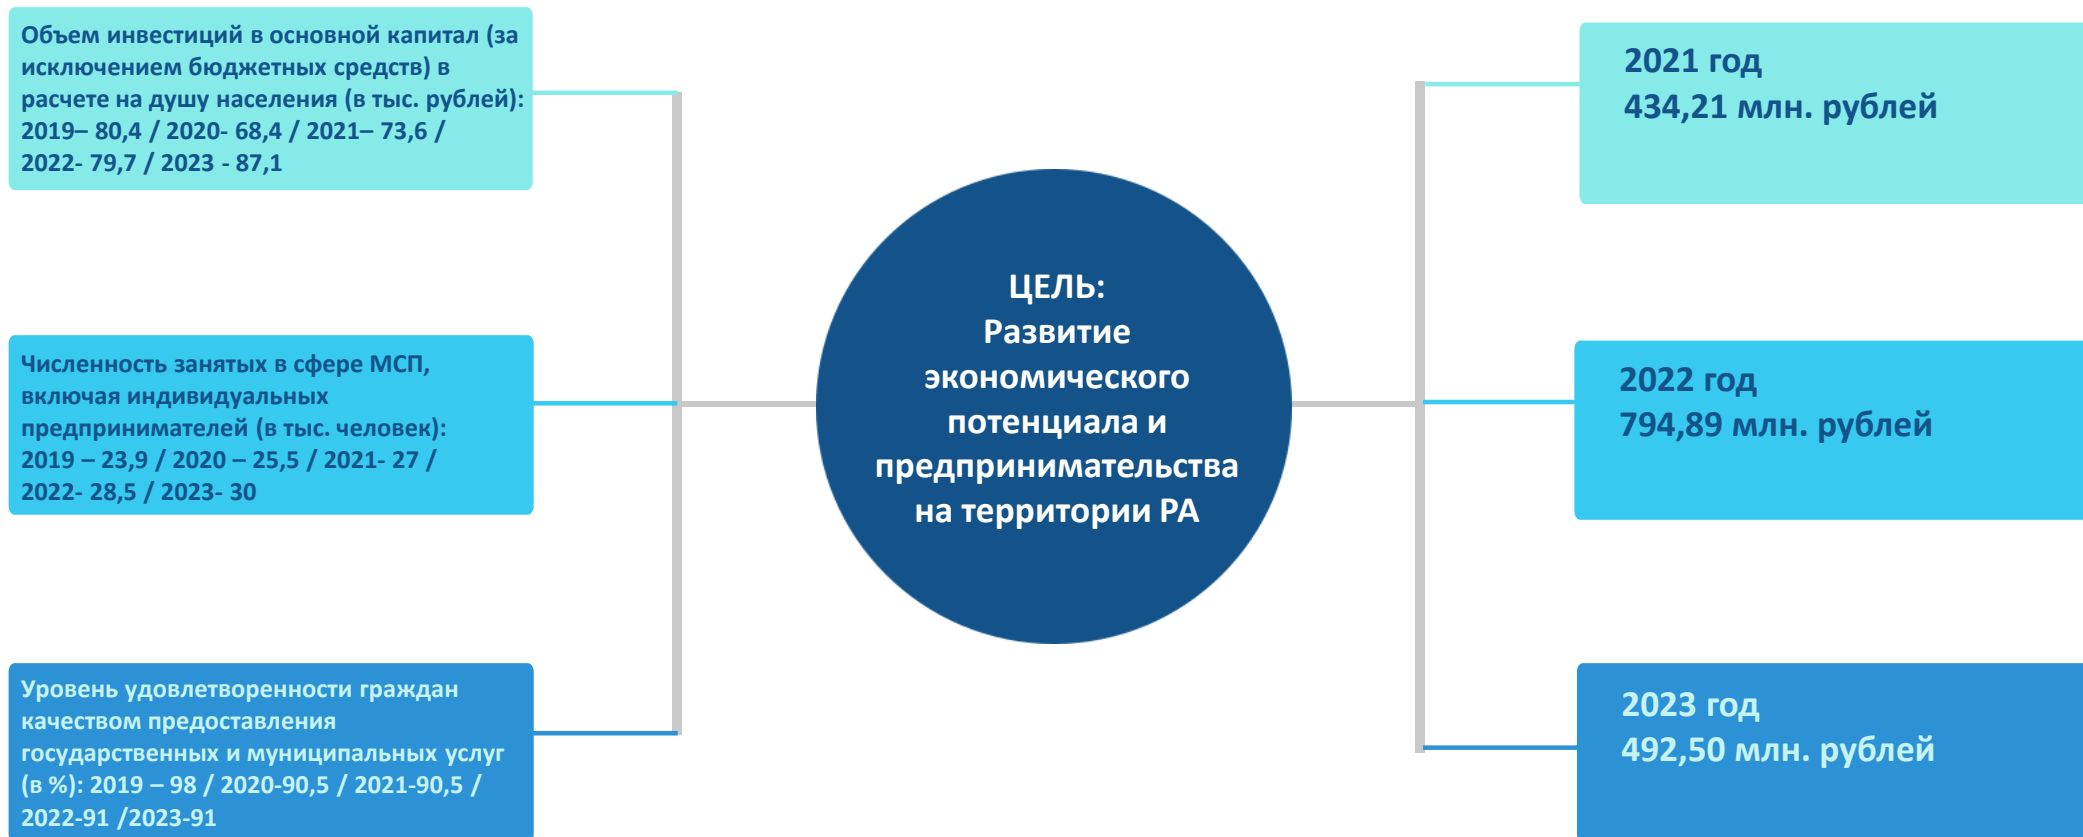 Объем инвестиций в основной капитал (за
исключением бюджетных средств) в
расчете на душу населения (в тыс. рублей):
2019– 80,4 / 2020- 68,4 / 2021– 73,6 /
2022- 79,7 / 2023 - 87,1
Численность занятых в сфере МСП,
включая индивидуальных
предпринимателей (в тыс. человек):
2019 – 23,9 / 2020 – 25,5 / 2021- 27 /
2022- 28,5 / 2023- 30
Уровень удовлетворенности граждан
качеством предоставления
государственных и муниципальных услуг
(в %): 2019 – 98 / 2020-90,5 / 2021-90,5 /
2022-91 /2023-91
ЦЕЛЬ:
Развитие
экономического
потенциала и
предпринимательства
на территории РА
2021 год
434,21 млн. рублей
2022 год
794,89 млн. рублей
2023 год
492,50 млн. рублей